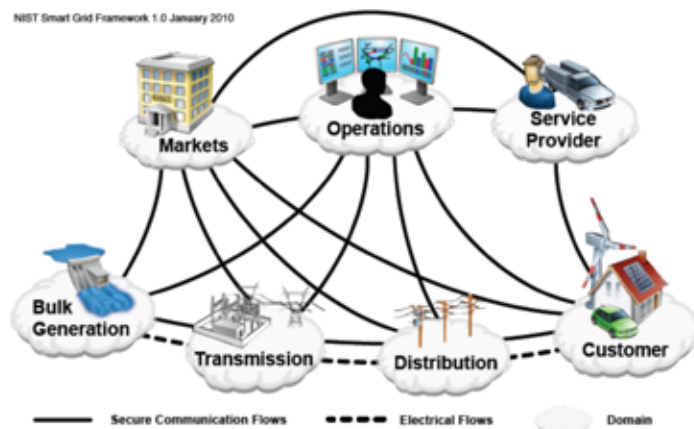 NIST Smart Grid Framework 1.0 January 2010
Markets
Operations
Service
Provider
Bulk
Generation
Transmission
Distribution
Customer
Secure Communication Flows
Electrical Flows
Domain